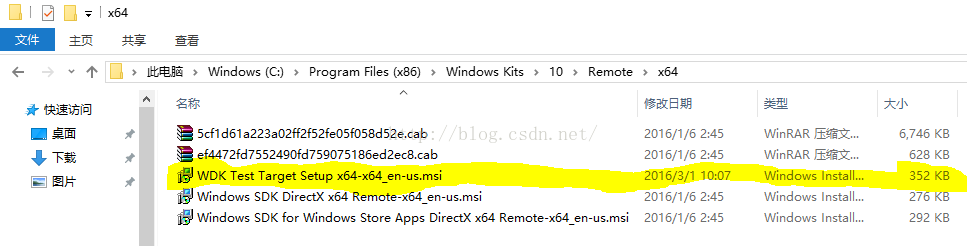 x64
文件 主页 共享 查看
此电脑 Windows (C:) Program Files (x86) Windows Kits 10 Remote x64
快速访问
桌面
下载
图片
名称 修改日期 类型 大小
5cf1d61a223a02ff2f52fe05f058d52e.cab 2016/1/6 2:45 WinRAR 压缩文... 6,746 KB
http://blog.csdn.net/
ef4472fd7552490fd759075186ed2ec8.cab 2016/1/6 2:45 WinRAR 压缩文... 628 KB
WDK Test Target Setup x64-x64_en-us.msi 2016/3/1 10:07 Windows Install... 352 KB
Windows SDK DirectX x64 Remote-x64_en-us.msi 2016/1/6 2:45 Windows Install... 276 KB
Windows SDK for Windows Store Apps DirectX x64 Remote-x64_en-us.msi 2016/1/6 2:45 Windows Install... 292 KB